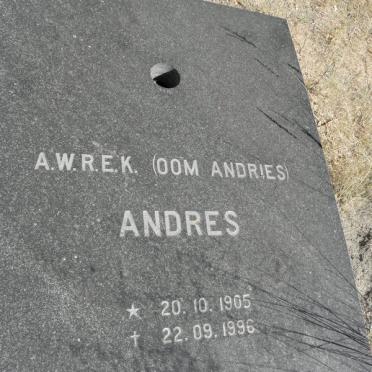 A.W.R.E.K. (OOM ANDRIES)
ANDRES
★ 20.10.1905
† 22.09.1996